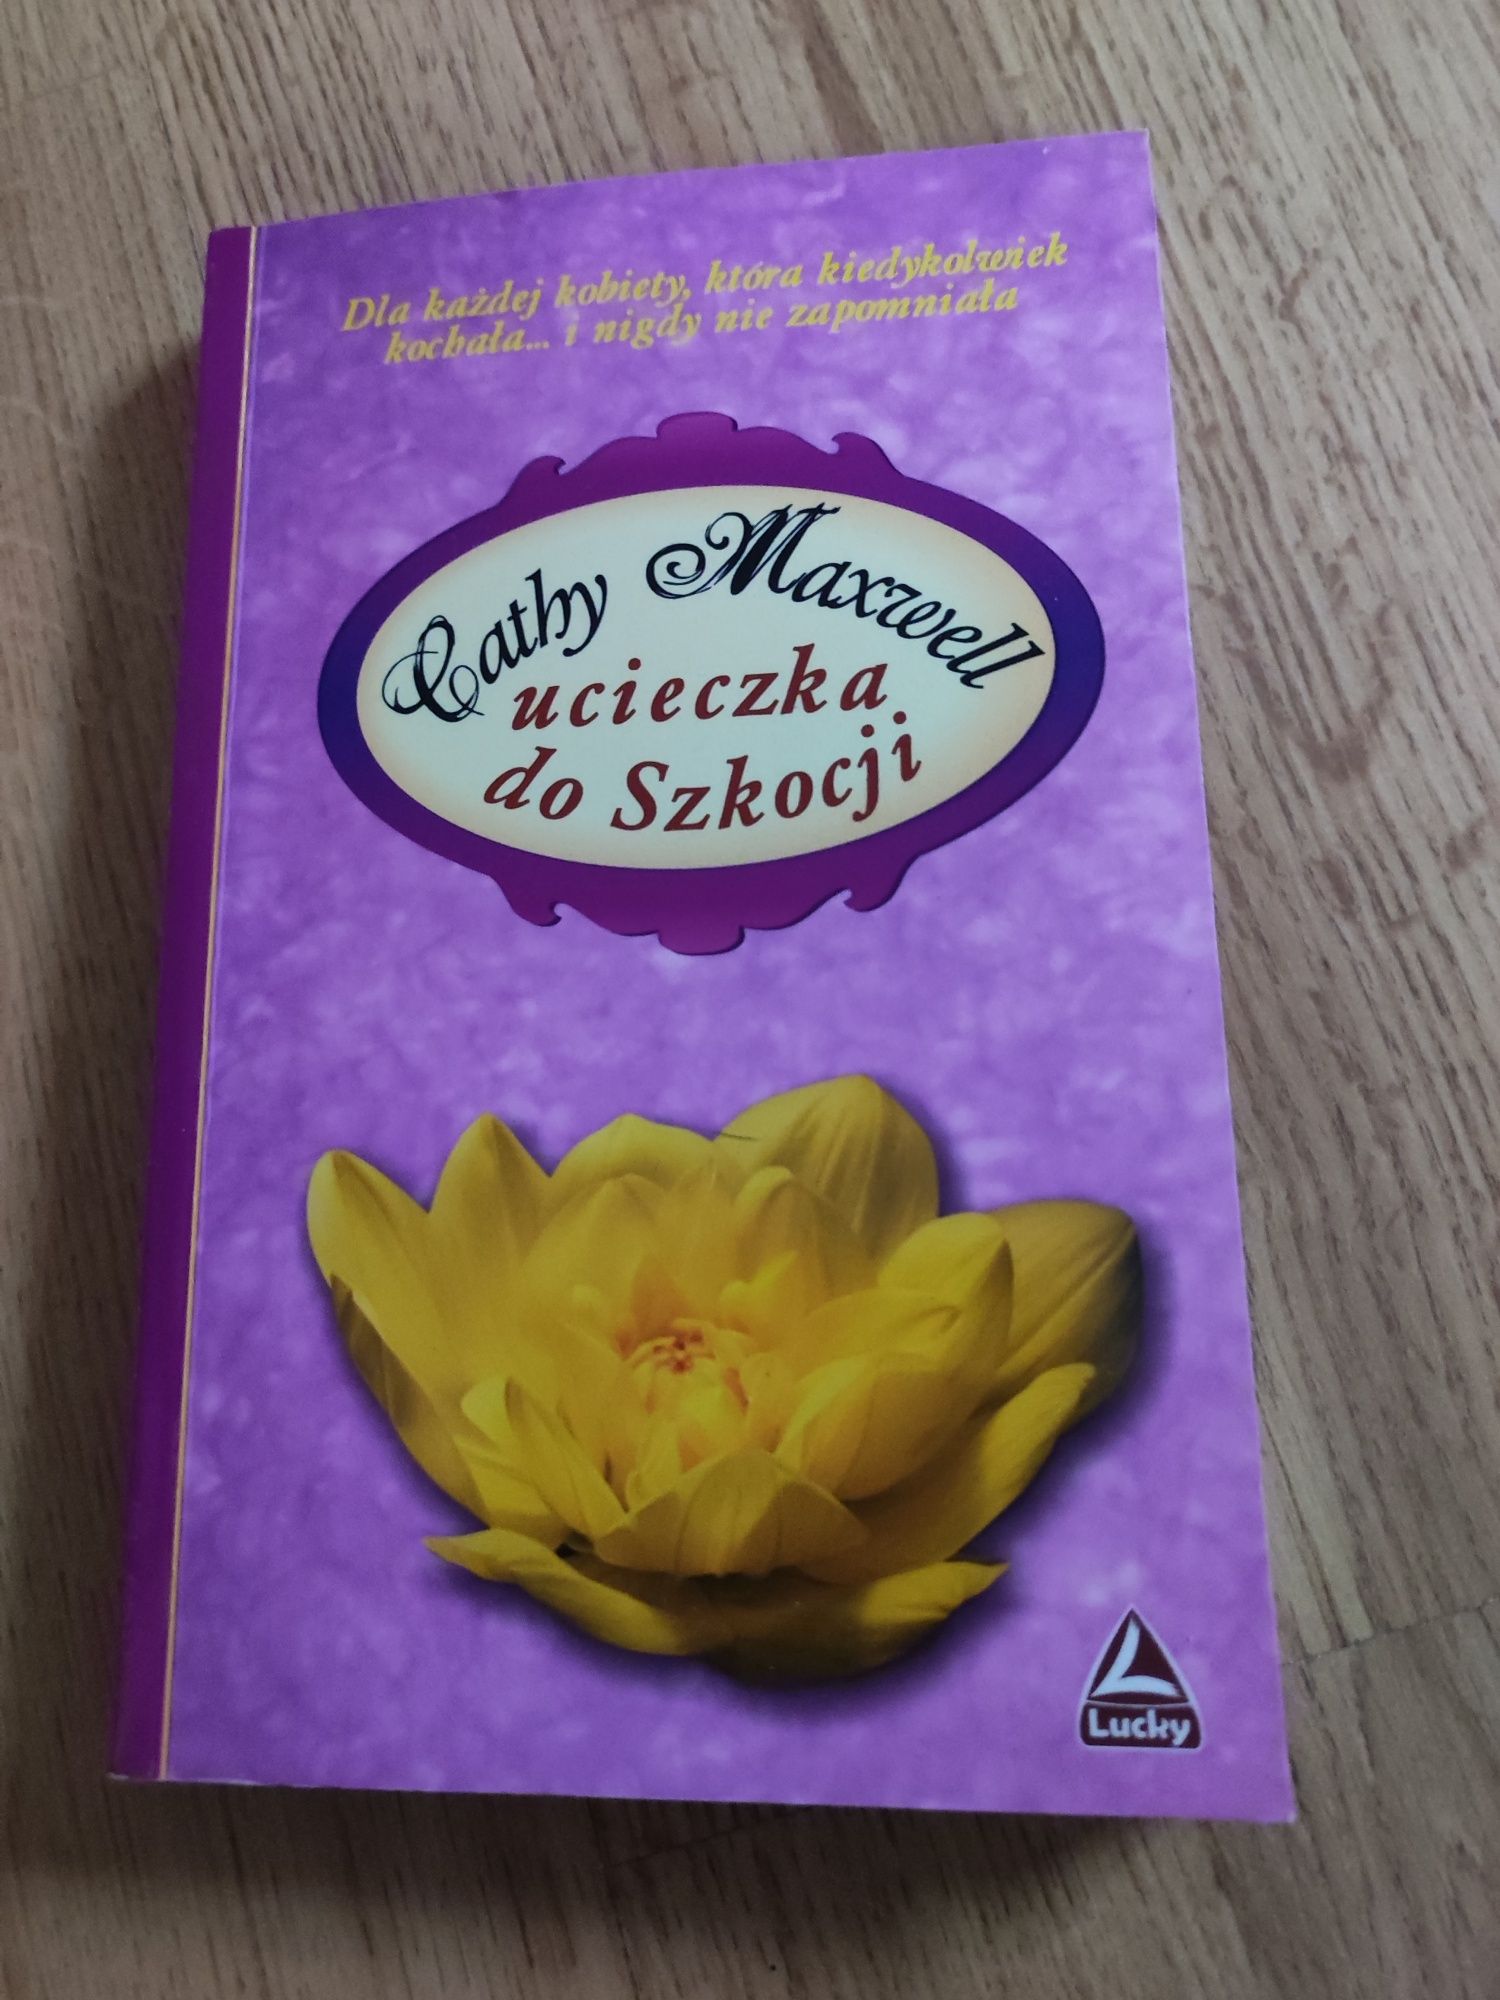 Dla każdej kobiety, która kiedykolwiek
kochała... i nigdy nie zapomniała
Cathy Maxwell
ucieczka
do Szkocji
Lucky